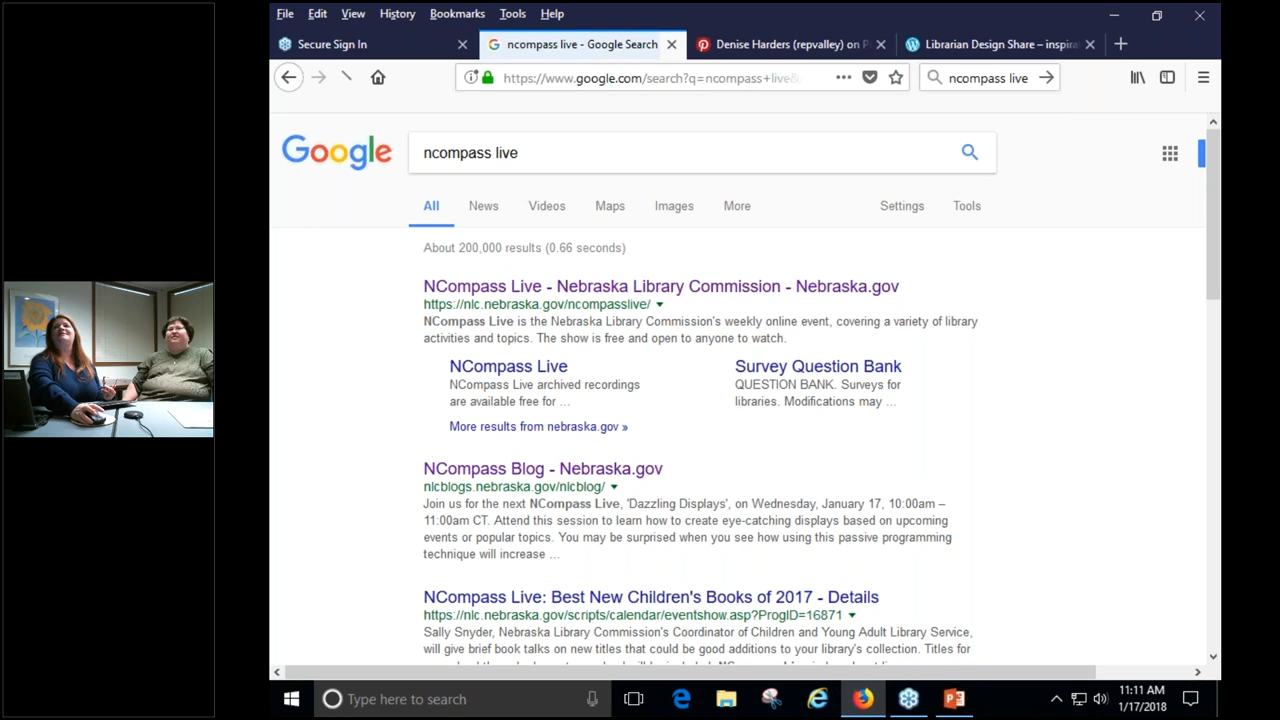 File Edit View History Bookmarks Tools Help
Secure Sign In
ncompass live - Google Search
Denise Harders (repvalley) on P
Librarian Design Share – inspira
https://www.google.com/search?q=ncompass+live&
ncompass live
Google
ncompass live
All News Videos Maps Images More Settings Tools
About 200,000 results (0.66 seconds)
NCompass Live - Nebraska Library Commission - Nebraska.gov
https://nlc.nebraska.gov/ncompasslive/
NCompass Live is the Nebraska Library Commission's weekly online event, covering a variety of library
activities and topics. The show is free and open to anyone to watch.
NCompass Live
NCompass Live archived recordings
are available free for ...
Survey Question Bank
QUESTION BANK. Surveys for
libraries. Modifications may ...
More results from nebraska.gov »
NCompass Blog - Nebraska.gov
nlcblogs.nebraska.gov/nlcblog/
Join us for the next NCompass Live, 'Dazzling Displays', on Wednesday, January 17, 10:00am –
11:00am CT. Attend this session to learn how to create eye-catching displays based on upcoming
events or popular topics. You may be surprised when you see how using this passive programming
technique will increase ...
NCompass Live: Best New Children's Books of 2017 - Details
https://nlc.nebraska.gov/scripts/calendar/eventshow.asp?ProgID=16871
Sally Snyder, Nebraska Library Commission's Coordinator of Children and Young Adult Library Service,
will give brief book talks on new titles that could be good additions to your library's collection. Titles for
Type here to search
11:11 AM
1/17/2018